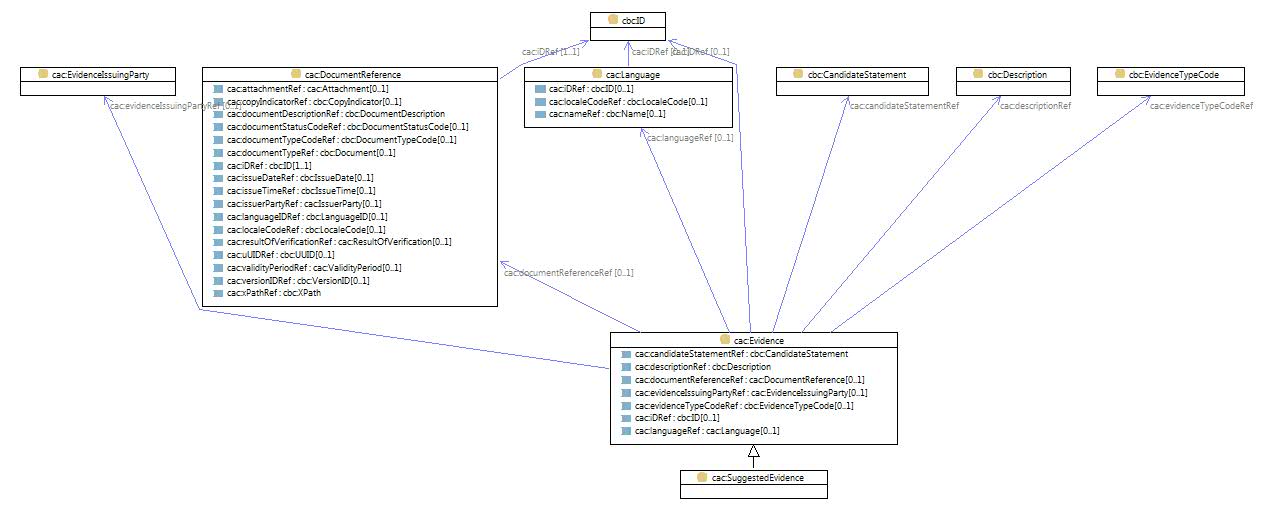 cbc:ID
cac:iDRef [1..1]
cac:iDRef [0..1]
cac:iDRef [0..1]
cac:EvidenceIssuingParty
cac:evidenceIssuingPartyRef [0..1]
cac:DocumentReference
cac:attachmentRef : cac:Attachment[0..1]
cac:copyIndicatorRef : cbc:CopyIndicator[0..1]
cac:documentDescriptionRef : cbc:DocumentDescription
cac:documentStatusCodeRef : cbc:DocumentStatusCode[0..1]
cac:documentTypeCodeRef : cbc:DocumentTypeCode[0..1]
cac:documentTypeRef : cbc:Document[0..1]
cac:iDRef : cbc:ID[1..1]
cac:issueDateRef : cbc:IssueDate[0..1]
cac:issueTimeRef : cbc:IssueTime[0..1]
cac:issuerPartyRef : cac:IssuerParty[0..1]
cac:languageIDRef : cbc:LanguageID[0..1]
cac:localeCodeRef : cbc:LocaleCode[0..1]
cac:resultOfVerificationRef : cac:ResultOfVerification[0..1]
cac:uUIDRef : cbc:UUID[0..1]
cac:validityPeriodRef : cac:ValidityPeriod[0..1]
cac:versionIDRef : cbc:VersionID[0..1]
cac:xPathRef : cbc:XPath
cac:Language
cac:iDRef : cbc:ID[0..1]
cac:localeCodeRef : cbc:LocaleCode[0..1]
cac:nameRef : cbc:Name[0..1]
cac:languageRef [0..1]
cbc:CandidateStatement
cac:candidateStatementRef
cbc:Description
cac:descriptionRef
cbc:EvidenceTypeCode
cac:evidenceTypeCodeRef
cac:documentReferenceRef [0..1]
cac:Evidence
cac:candidateStatementRef : cbc:CandidateStatement
cac:descriptionRef : cbc:Description
cac:documentReferenceRef : cac:DocumentReference[0..1]
cac:evidenceIssuingPartyRef : cac:EvidenceIssuingParty[0..1]
cac:evidenceTypeCodeRef : cbc:EvidenceTypeCode[0..1]
cac:iDRef : cbc:ID[0..1]
cac:languageRef : cac:Language[0..1]
cac:SuggestedEvidence